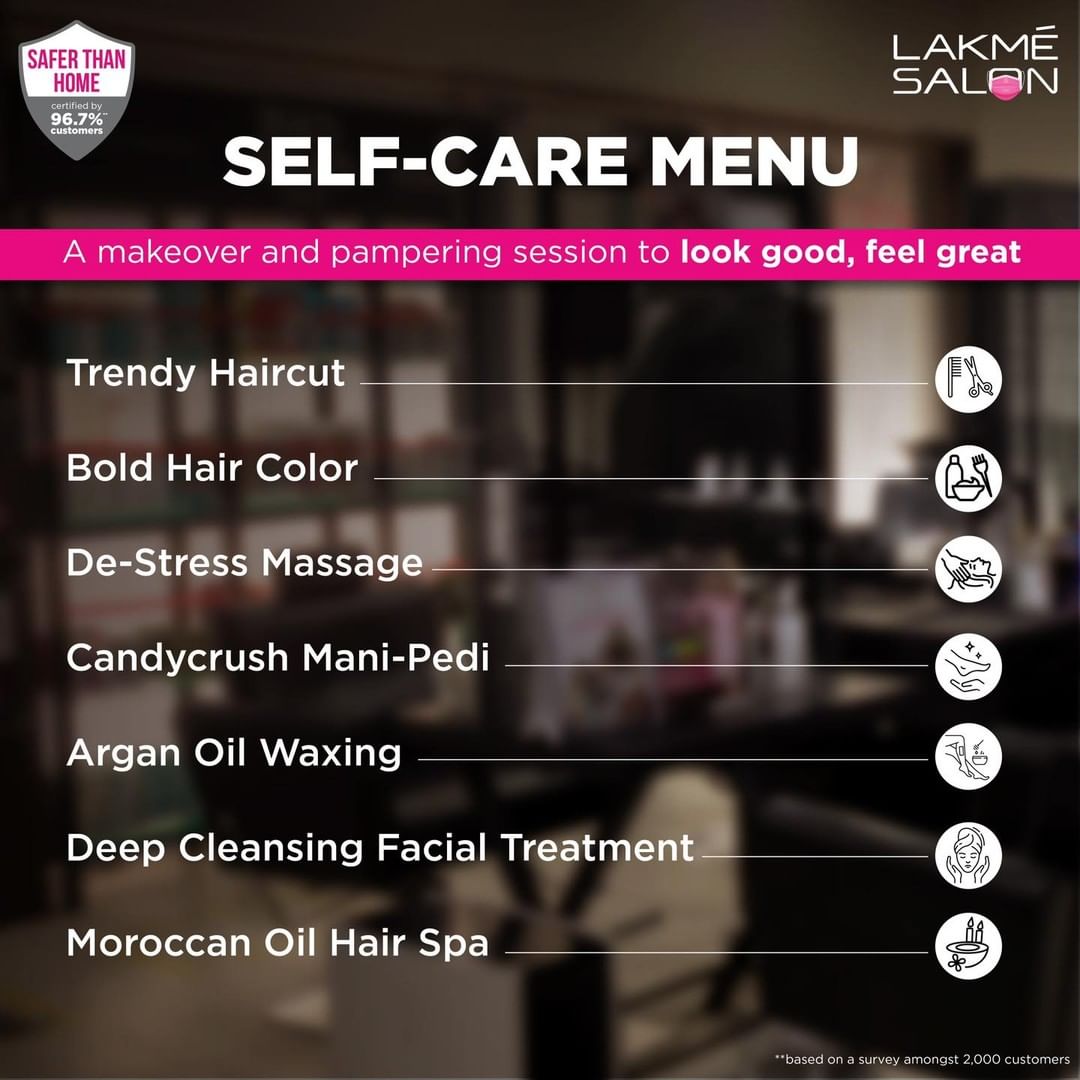 SAFER THAN
HOME
certified by
96.7%**
customers
LAKMÉ
SALON
SELF-CARE MENU
A makeover and pampering session to look good, feel great
Trendy Haircut
Bold Hair Color
De-Stress Massage
Candycrush Mani-Pedi
Argan Oil Waxing
Deep Cleansing Facial Treatment
Moroccan Oil Hair Spa
**based on a survey amongst 2,000 customers